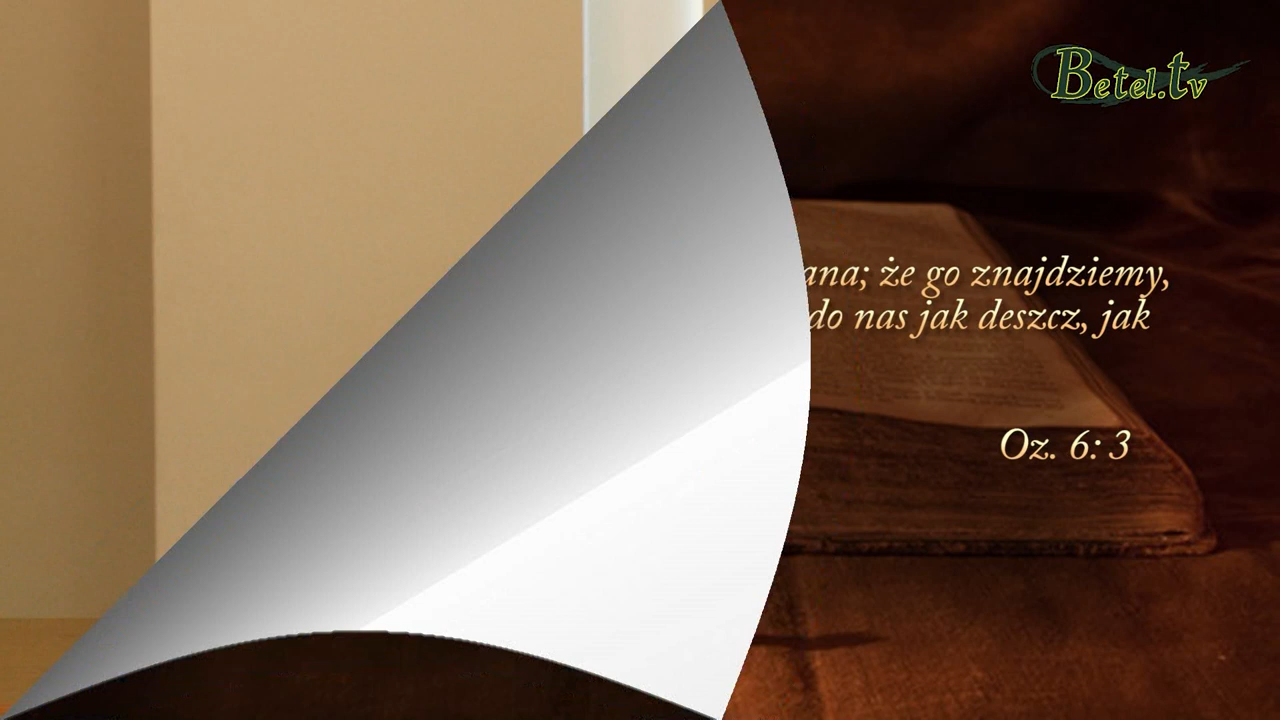 Betel.tv
ana; że go znajdziemy,
do nas jak deszcz, jak
Oz. 6: 3